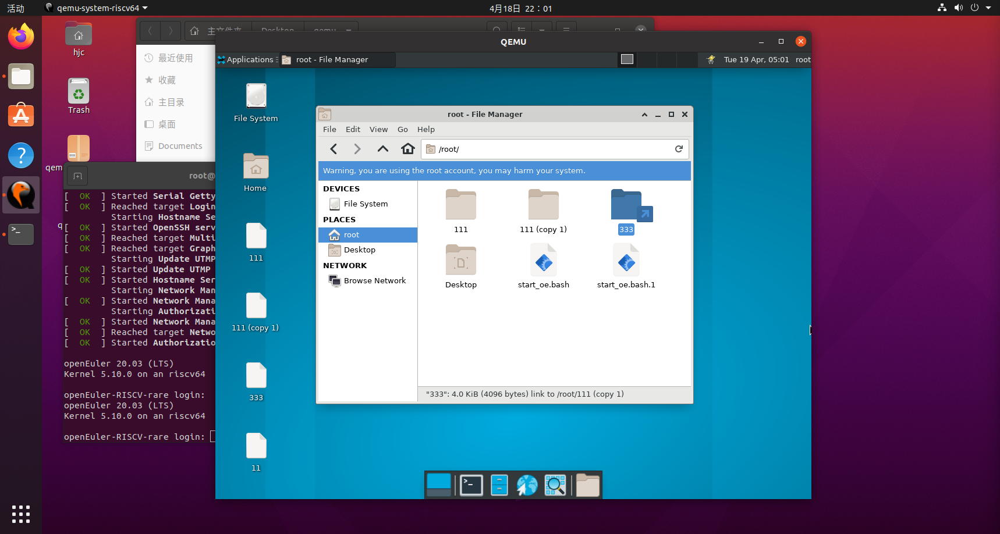 活动
qemu-system-riscv64
4月18日 22：01
hjc
Trash
qem
q
主文件夹
Desktop
qemu
最近使用
收藏
主目录
桌面
Documents
root@
[  OK  ] Started Serial Getty
[  OK  ] Reached target Login
Starting Hostname Se
[  OK  ] Started OpenSSH serv
[  OK  ] Reached target Multi
[  OK  ] Reached target Graph
Starting Update UTMP
[  OK  ] Started Update UTMP
[  OK  ] Started Hostname Ser
Starting Network Man
[  OK  ] Started Network Mana
Starting Authorizati
[  OK  ] Started Network Mana
[  OK  ] Reached target Netwo
[  OK  ] Started Authorizatio
openEuler 20.03 (LTS)
Kernel 5.10.0 on an riscv64
openEuler-RISCV-rare login:
openEuler 20.03 (LTS)
Kernel 5.10.0 on an riscv64
openEuler-RISCV-rare login:
QEMU
Applications
root - File Manager
Tue 19 Apr, 05:01
root
File System
Home
111
111 (copy 1)
333
11
root - File Manager
File
Edit
View
Go
Help
/root/
Warning, you are using the root account, you may harm your system.
DEVICES
File System
PLACES
root
Desktop
NETWORK
Browse Network
111
111 (copy 1)
333
Desktop
start_oe.bash
start_oe.bash.1
"333": 4.0 KiB (4096 bytes) link to /root/111 (copy 1)